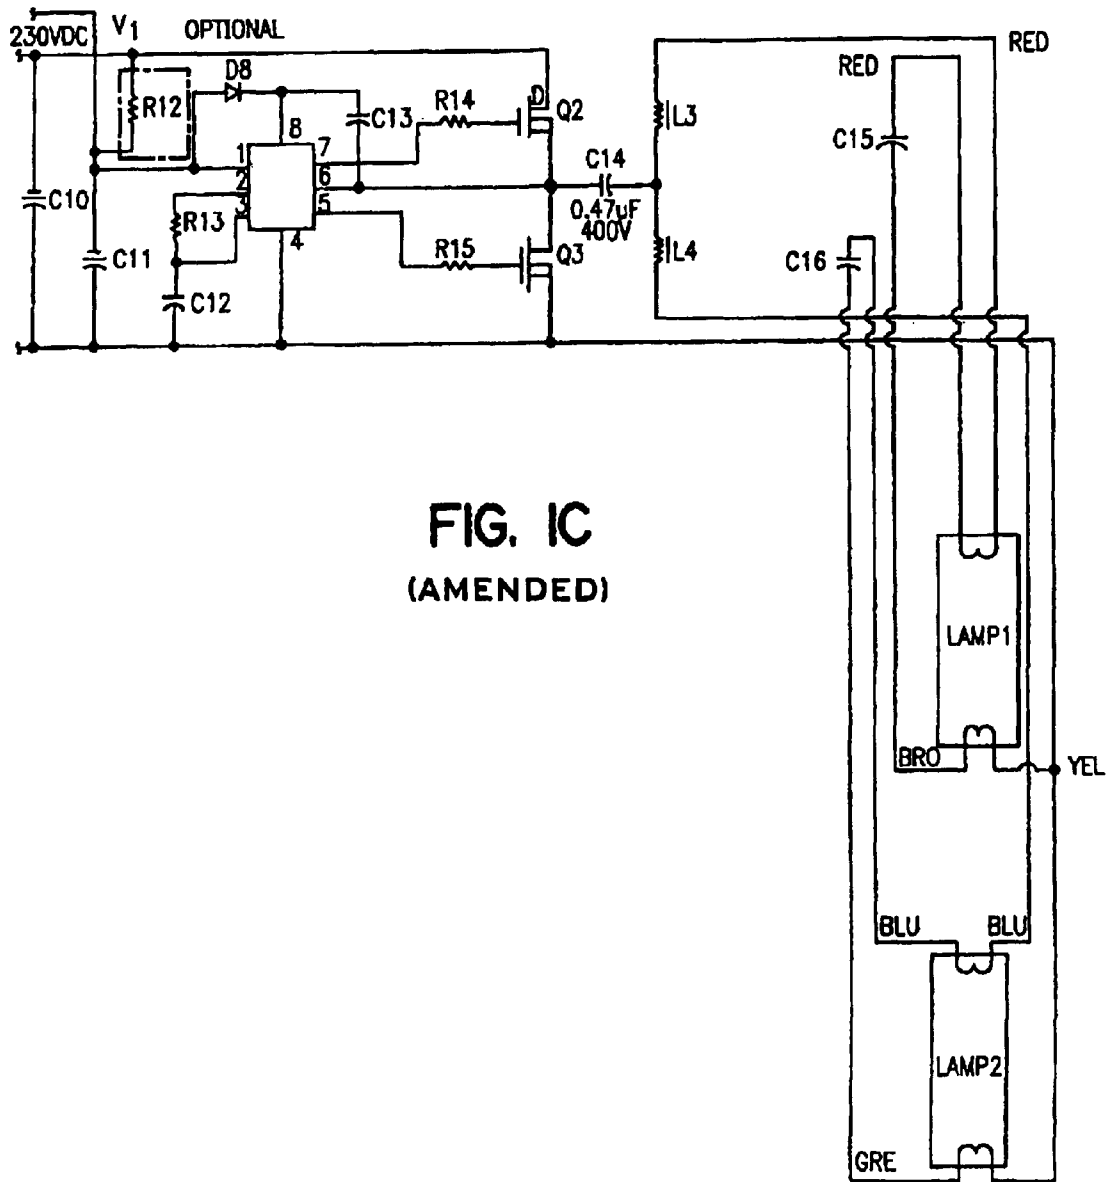 230VDC
V1
OPTIONAL
RED
RED
D8
R12
C13
R14
D
Q2
L3
C15
8
1
2
3
7
6
5
4
C14
0.47uF
400V
C10
R13
C11
C12
R15
Q3
L4
C16
FIG. 1C
(AMENDED)
LAMP1
BRO
YEL
BLU
BLU
LAMP2
GRE